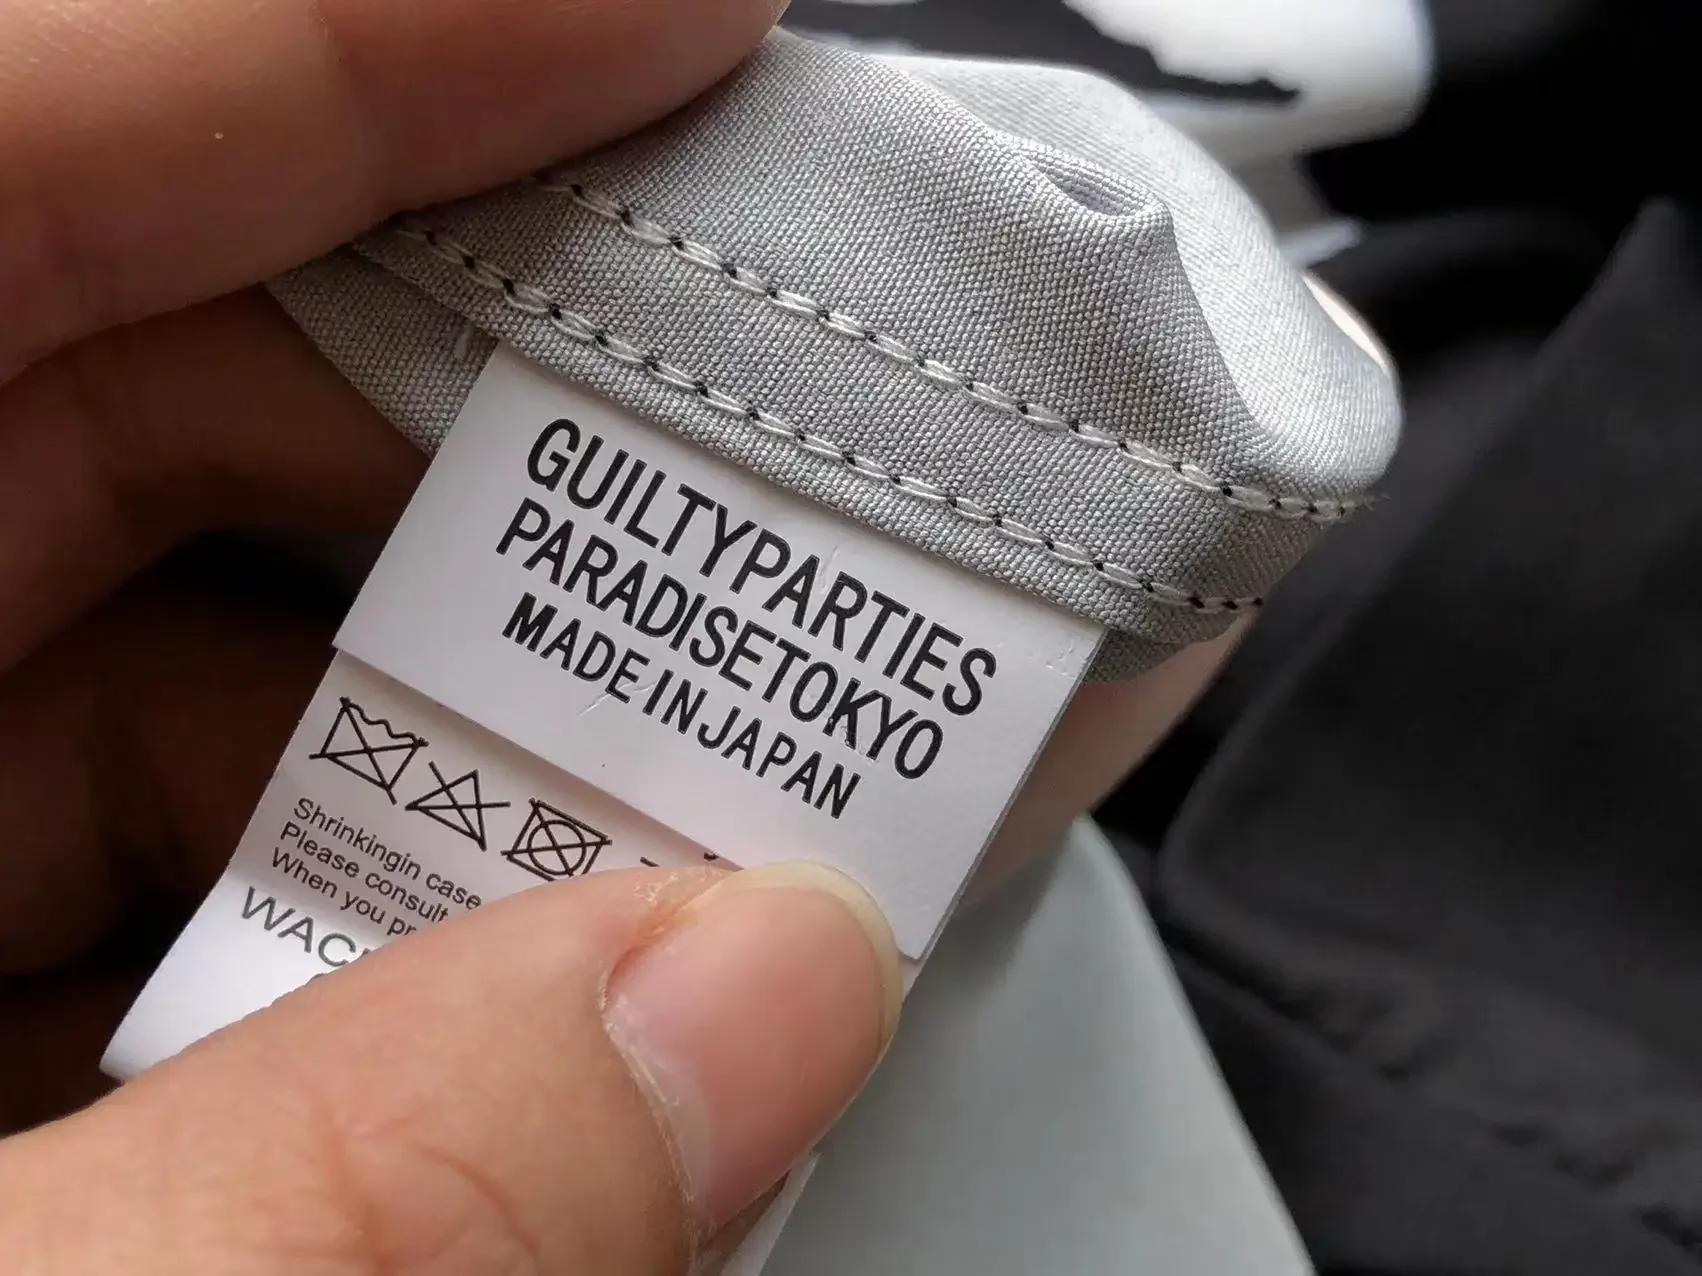 GUILTYPARTIES
PARADISETOKYO
MADE IN JAPAN
Shrinkingin case
Please consult
When you